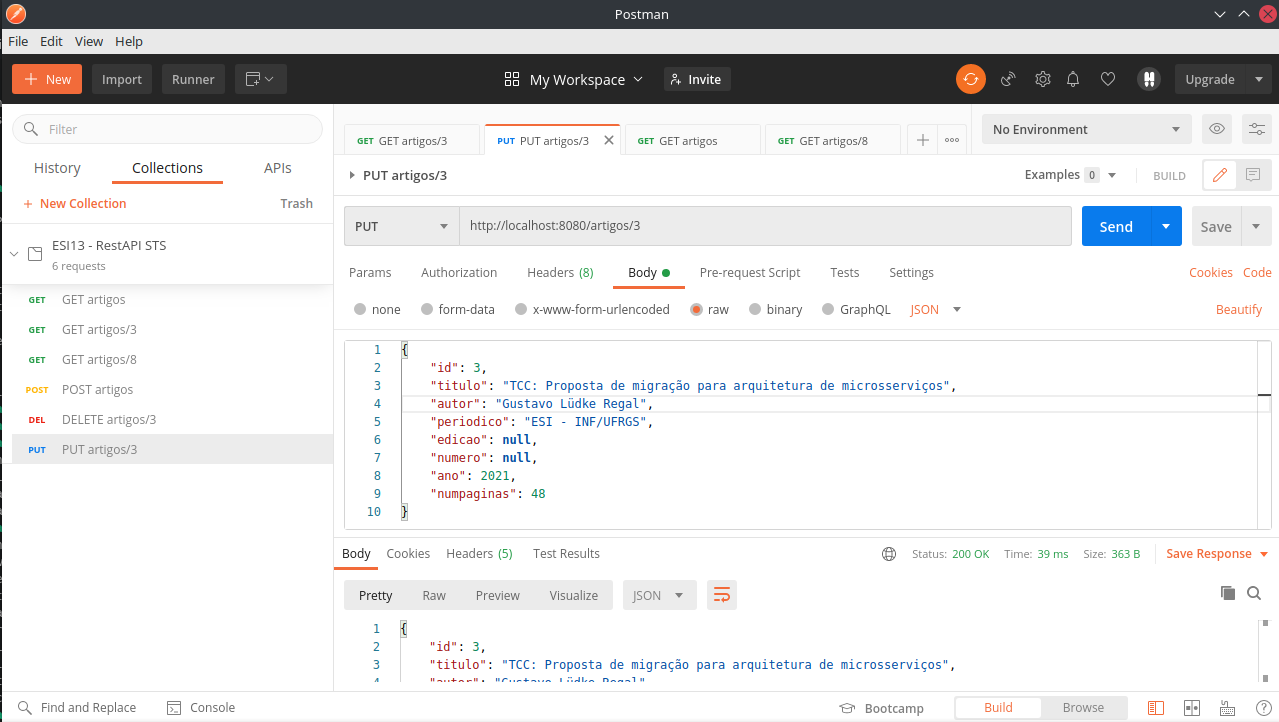 Postman
File Edit View Help
New Import Runner My Workspace Invite Upgrade
Filter
History Collections APIs
New Collection Trash
ESI13 - RestAPI STS
6 requests
GET GET artigos
GET GET artigos/3
GET GET artigos/8
POST POST artigos
DEL DELETE artigos/3
PUT PUT artigos/3
GET GET artigos/3 PUT PUT artigos/3 GET GET artigos GET GET artigos/8 No Environment
PUT artigos/3 Examples 0 BUILD
PUT http://localhost:8080/artigos/3 Send Save
Params Authorization Headers (8) Body Pre-request Script Tests Settings Cookies Code
none form-data x-www-form-urlencoded raw binary GraphQL JSON Beautify
1 {
2 "id": 3,
3 "titulo": "TCC: Proposta de migração para arquitetura de microsserviços",
4 "autor": "Gustavo Lüdke Regal",
5 "periodico": "ESI - INF/UFRGS",
6 "edicao": null,
7 "numero": null,
8 "ano": 2021,
9 "numpaginas": 48
10 }
Body Cookies Headers (5) Test Results Status: 200 OK Time: 39 ms Size: 363 B Save Response
Pretty Raw Preview Visualize JSON
1 {
2 "id": 3,
3 "titulo": "TCC: Proposta de migração para arquitetura de microsserviços",
4 "autor": "Gustavo Lüdke Regal"
Find and Replace Console Bootcamp Build Browse